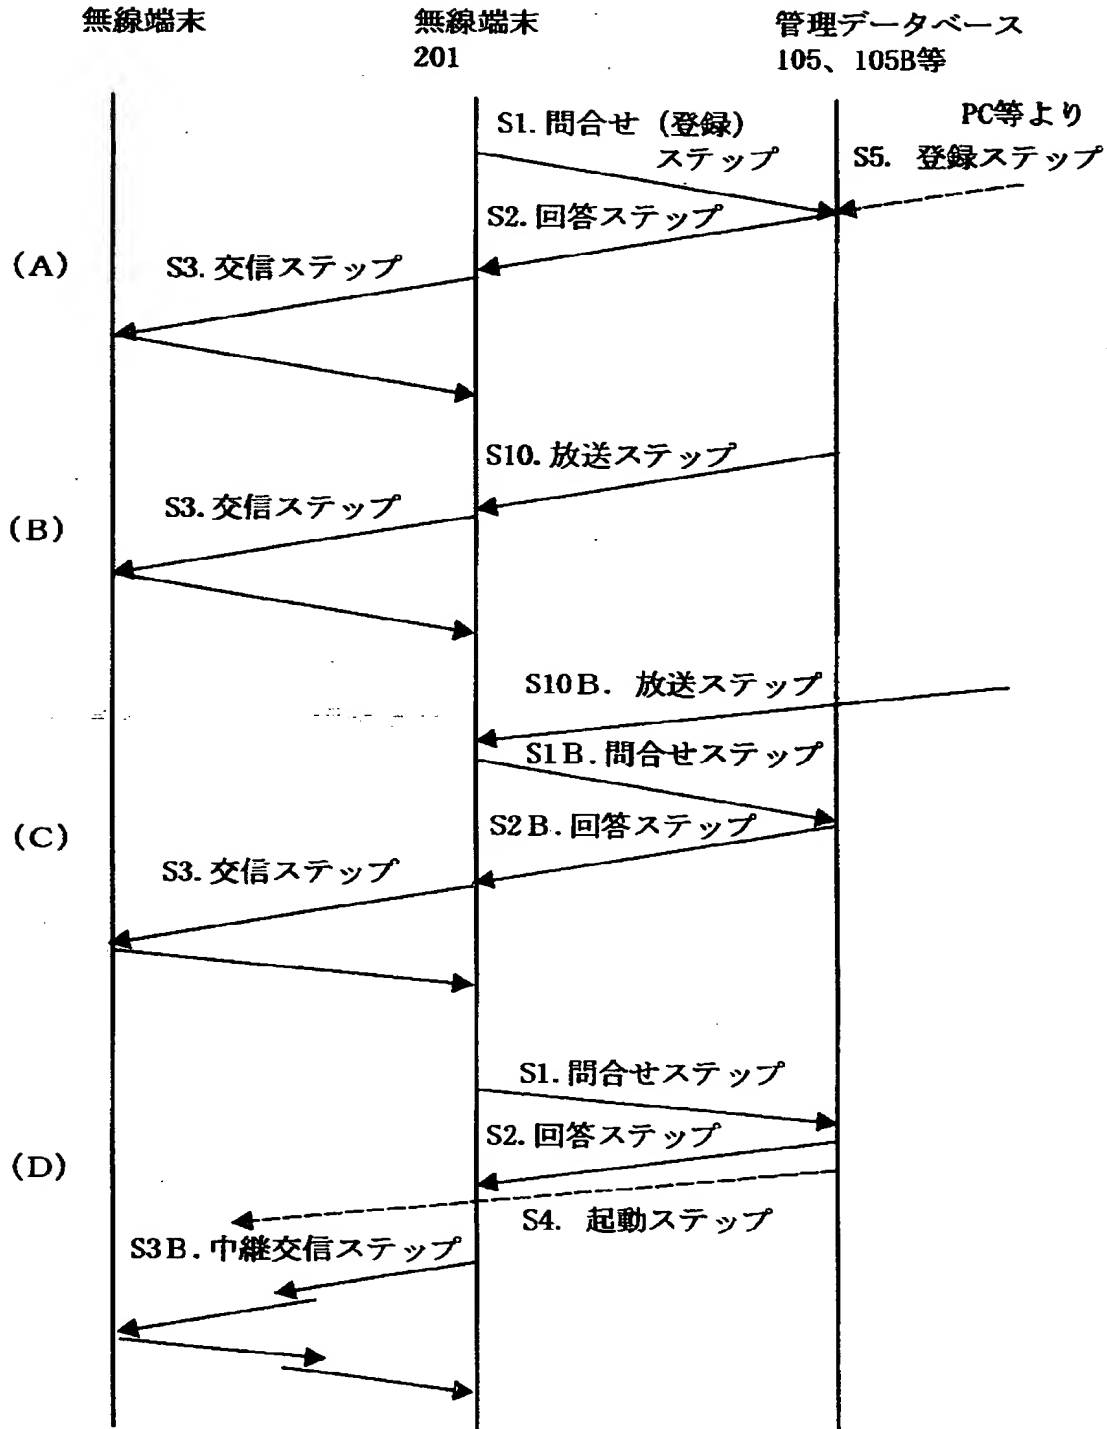 無線端末
無線端末
201
管理データベース
105、105B等
PC等より
S1. 問合せ（登録）
ステップ
S5. 登録ステップ
S2. 回答ステップ
(A)
S3. 交信ステップ
S10. 放送ステップ
S3. 交信ステップ
(B)
S10B. 放送ステップ
S1B. 問合せステップ
S2B. 回答ステップ
(C)
S3. 交信ステップ
S1. 問合せステップ
S2. 回答ステップ
(D)
S4. 起動ステップ
S3B. 中継交信ステップ